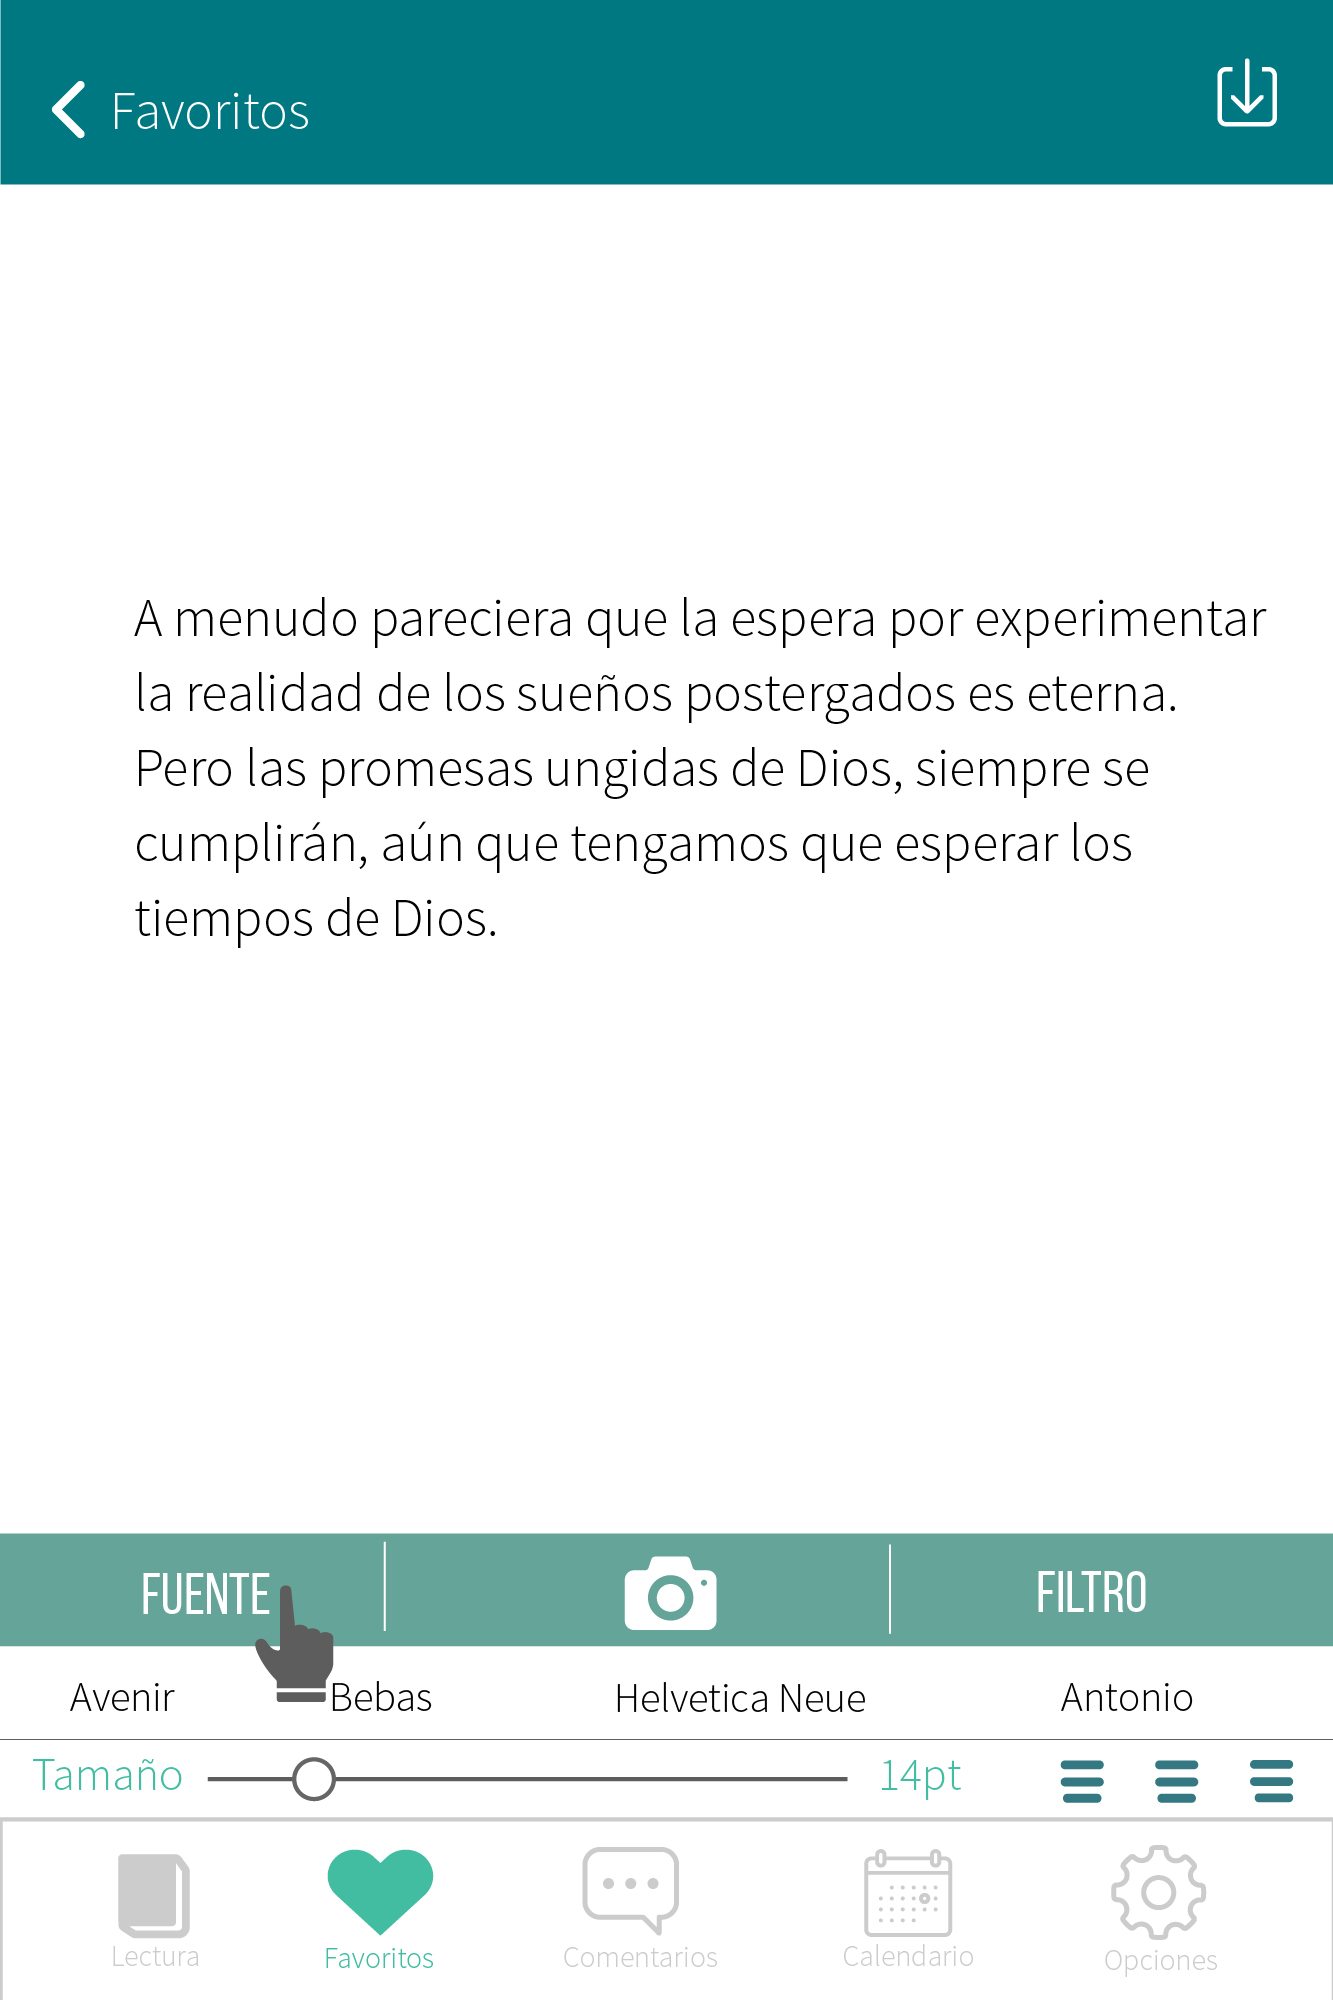 Favoritos
A menudo pareciera que la espera por experimentar
la realidad de los sueños postergados es eterna.
Pero las promesas ungidas de Dios, siempre se
cumplirán, aún que tengamos que esperar los
tiempos de Dios.
FUENTE FILTRO
Avenir Bebas Helvetica Neue Antonio
Tamaño 14pt
Lectura Favoritos Comentarios Calendario Opciones